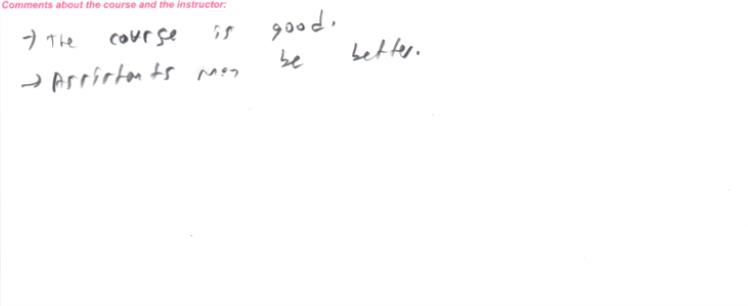 Comments about the course and the instructor:
→ The course is good.
→ Assistants may be better.